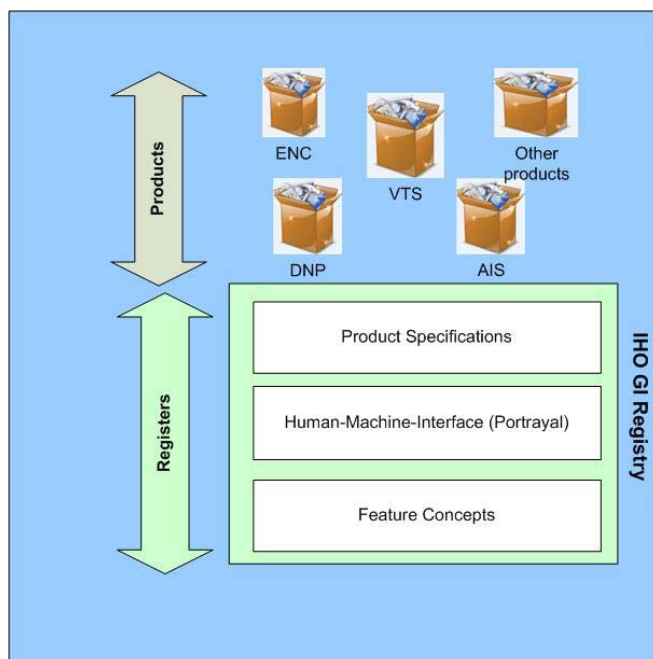 Products
ENC
VTS
Other
products
DNP
AIS
Registers
Product Specifications
Human-Machine-Interface (Portrayal)
Feature Concepts
IHO GI Registry